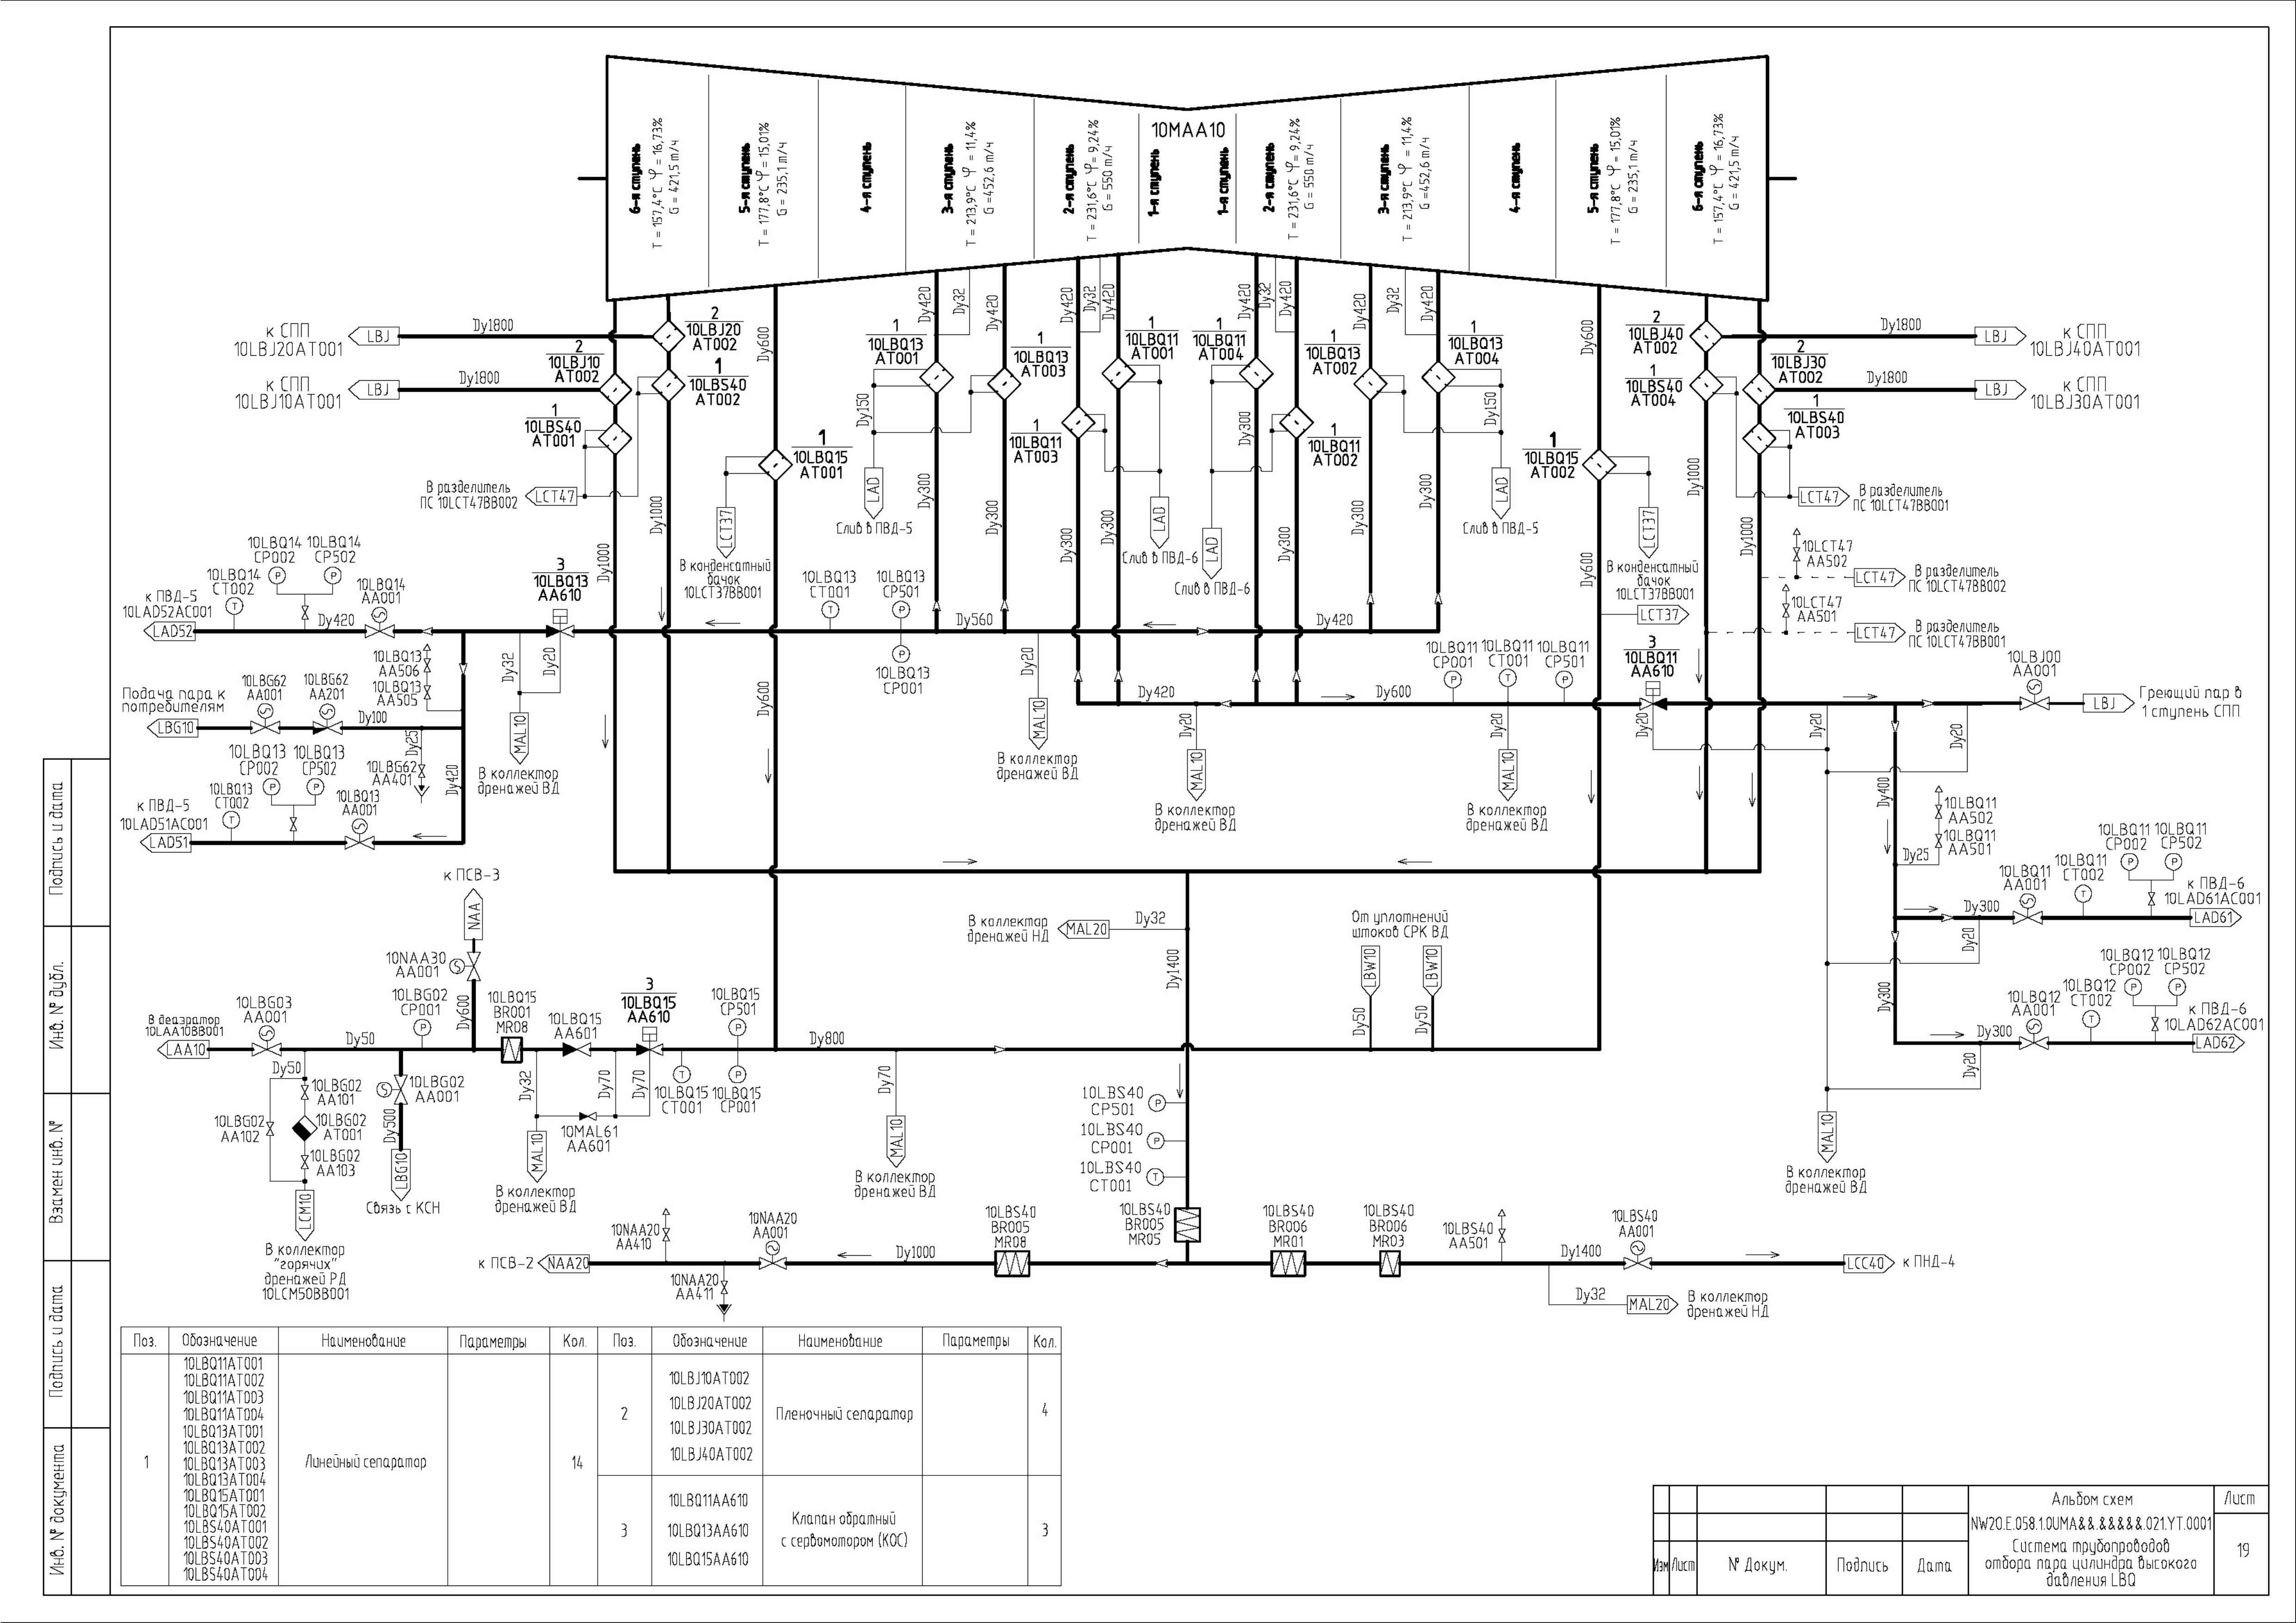 10MAA10
6-я ступень
T = 157,4°C φ = 16,73%
G = 421,5 т/ч
5-я ступень
T = 177,8°C φ = 15,01%
G = 235,1 т/ч
4-я ступень
3-я ступень
T = 213,9°C φ = 11,4%
G =452,6 т/ч
2-я ступень
T = 231,6°C φ = 9,24%
G = 550 т/ч
1-я ступень
1-я ступень
2-я ступень
T = 231,6°C φ = 9,24%
G = 550 т/ч
3-я ступень
T = 213,9°C φ = 11,4%
G =452,6 т/ч
4-я ступень
5-я ступень
T = 177,8°C φ = 15,01%
G = 235,1 т/ч
6-я ступень
T = 157,4°C φ = 16,73%
G = 421,5 т/ч
к СПП
10LBJ20AT001
LBJ
Dy1800
2
10LBJ20
AT002
к СПП
10LBJ10AT001
LBJ
Dy1800
2
10LBJ10
AT002
1
10LBS40
AT002
1
10LBS40
AT001
В разделитель
ПС 10LCT47BB002
LCT47
Dy1000
Dy1000
Dy600
1
10LBQ15
AT001
LCT37
В конденсатный
бачок
10LCT37BB001
Dy420
Dy32
Dy420
1
10LBQ13
AT001
1
10LBQ13
AT003
Dy150
LAD
Слив в ПВД-5
Dy300
Dy300
Dy420
Dy32
Dy420
1
10LBQ11
AT001
1
10LBQ11
AT003
Dy300
Dy300
LAD
Слив в ПВД-6
1
10LBQ11
AT004
Dy420
Dy32
Dy420
Dy300
Dy300
1
10LBQ11
AT002
LAD
Слив в ПВД-6
1
10LBQ13
AT002
Dy420
Dy32
Dy420
1
10LBQ13
AT004
Dy150
LAD
Слив в ПВД-5
Dy300
Dy300
Dy600
1
10LBQ15
AT002
LCT37
В конденсатный
бачок
10LCT37BB001
LCT37
Dy600
2
10LBJ40
AT002
Dy1800
LBJ
к СПП
10LBJ40AT001
2
10LBJ30
AT002
Dy1800
LBJ
к СПП
10LBJ30AT001
1
10LBS40
AT004
1
10LBS40
AT003
Dy1000
Dy1000
LCT47
В разделитель
ПС 10LCT47BB001
10LCT47
AA502
LCT47
В разделитель
ПС 10LCT47BB002
10LCT47
AA501
LCT47
В разделитель
ПС 10LCT47BB001
10LBQ14
CP002
10LBQ14
CP502
P
P
10LBQ14
CT002
T
10LBQ14
AA001
S
к ПВД-5
10LAD52AC001
LAD52
Dy420
3
10LBQ13
AA610
10LBQ13
CT001
T
10LBQ13
CP501
P
P
10LBQ13
CP001
Dy560
Dy420
Dy32
Dy20
MAL10
В коллектор
дренажей ВД
Dy20
MAL10
В коллектор
дренажей ВД
10LBQ13
AA506
10LBQ13
AA505
Подача пара к
потребителям
LBG10
10LBG62
AA001
S
10LBG62
AA201
S
Dy100
Dy25
10LBG62
AA401
Dy420
10LBQ13
CP002
10LBQ13
CP502
P
P
10LBQ13
CT002
T
10LBQ13
AA001
S
к ПВД-5
10LAD51AC001
LAD51
Dy600
Dy420
Dy600
Dy20
MAL10
В коллектор
дренажей ВД
10LBQ11
CP001
P
10LBQ11
CT001
T
10LBQ11
CP501
P
Dy20
MAL10
В коллектор
дренажей ВД
3
10LBQ11
AA610
Dy20
Dy20
Dy20
10LBJ00
AA001
S
LBJ
Греющий пар в
1 ступень СПП
Dy400
10LBQ11
AA502
10LBQ11
AA501
Dy25
10LBQ11
CP002
10LBQ11
CP502
P
P
10LBQ11
CT002
T
10LBQ11
AA001
S
к ПВД-6
10LAD61AC001
LAD61
Dy300
Dy20
Dy300
10LBQ12
CP002
10LBQ12
CP502
P
P
10LBQ12
CT002
T
10LBQ12
AA001
S
к ПВД-6
10LAD62AC001
LAD62
Dy300
Dy20
MAL10
В коллектор
дренажей ВД
к ПСВ-3
NAA
10NAA30
AA001
S
Dy600
В коллектар
дренажей НД
MAL20
Dy32
Dy1400
От уплотнений
штоков СРК ВД
LBW10
LBW10
Dy50
Dy50
В деаэратор
10LAA10BB001
LAA10
10LBG03
AA001
S
Dy50
10LBG02
CP001
P
10LBQ15
BR001
MR08
10LBQ15
AA601
3
10LBQ15
AA610
10LBQ15
CP501
P
Dy800
T
10LBQ15
CT001
P
10LBQ15
CP001
Dy50
10LBG02
AA101
10LBG02
AA102
10LBG02
AT001
10LBG02
AA103
LCM10
В коллектор
"горячих"
дренажей РД
10LCM50BB001
S
10LBG02
AA001
Dy500
LBG10
Связь с КСН
Dy32
Dy70
Dy70
10MAL61
AA601
MAL10
В коллектор
дренажей ВД
Dy70
MAL10
В коллектор
дренажей ВД
10LBS40
CP501
P
10LBS40
CP001
P
10LBS40
CT001
T
10LBS40
BR005
MR05
10LBS40
BR005
MR08
10LBS40
BR006
MR01
10LBS40
BR006
MR03
10NAA20
AA410
10NAA20
AA001
Dy1000
к ПСВ-2
NAA20
10NAA20
AA411
10LBS40
AA501
Dy1400
10LBS40
AA001
LCC40
к ПНД-4
Dy32
MAL20
В коллектор
дренажей НД
Поз.
Обозначение
Наименование
Параметры
Кол.
1
10LBQ11AT001
10LBQ11AT002
10LBQ11AT003
10LBQ11AT004
10LBQ13AT001
10LBQ13AT002
10LBQ13AT003
10LBQ13AT004
10LBQ15AT001
10LBQ15AT002
10LBS40AT001
10LBS40AT002
10LBS40AT003
10LBS40AT004
Линейный сепаратор
14
Поз.
Обозначение
Наименование
Параметры
Кол.
2
10LBJ10AT002
10LBJ20AT002
10LBJ30AT002
10LBJ40AT002
Пленочный сепаратор
4
3
10LBQ11AA610
10LBQ13AA610
10LBQ15AA610
Клапан обратный
с сервомотором (КОС)
3
Подпись и дата
Инв. № дубл.
Взамен инв. №
Подпись и дата
Инв. № документа
Изм
Лист
№ Докум.
Подпись
Дата
Альбом схем
NW20.E.058.1.0UMA&&.&&&&&.021.YT.0001
Система трубопроводов
отбора пара цилиндра высокого
давления LBQ
Лист
19